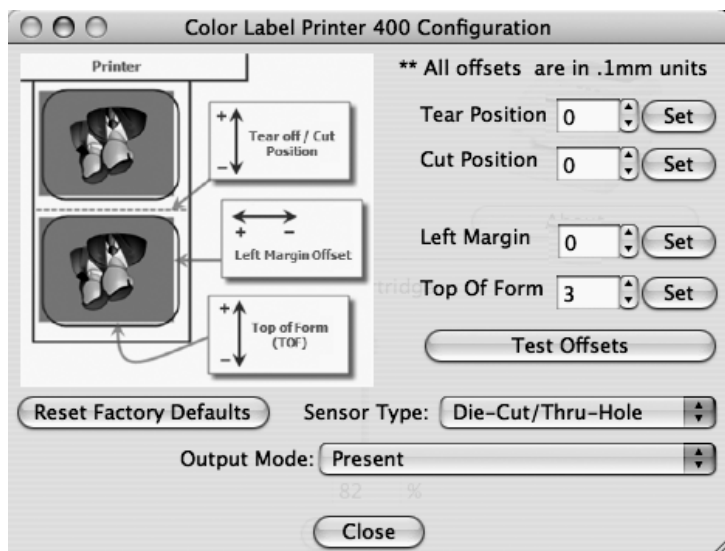 Color Label Printer 400 Configuration
Printer
+
Tear off / Cut
Position
−
+ −
Left Margin Offset
+
Top of Form
(TOF)
−
** All offsets are in .1mm units
Tear Position 0 Set
Cut Position 0 Set
Left Margin 0 Set
Top Of Form 3 Set
Test Offsets
Reset Factory Defaults Sensor Type: Die-Cut/Thru-Hole
Output Mode: Present
82 %
Close